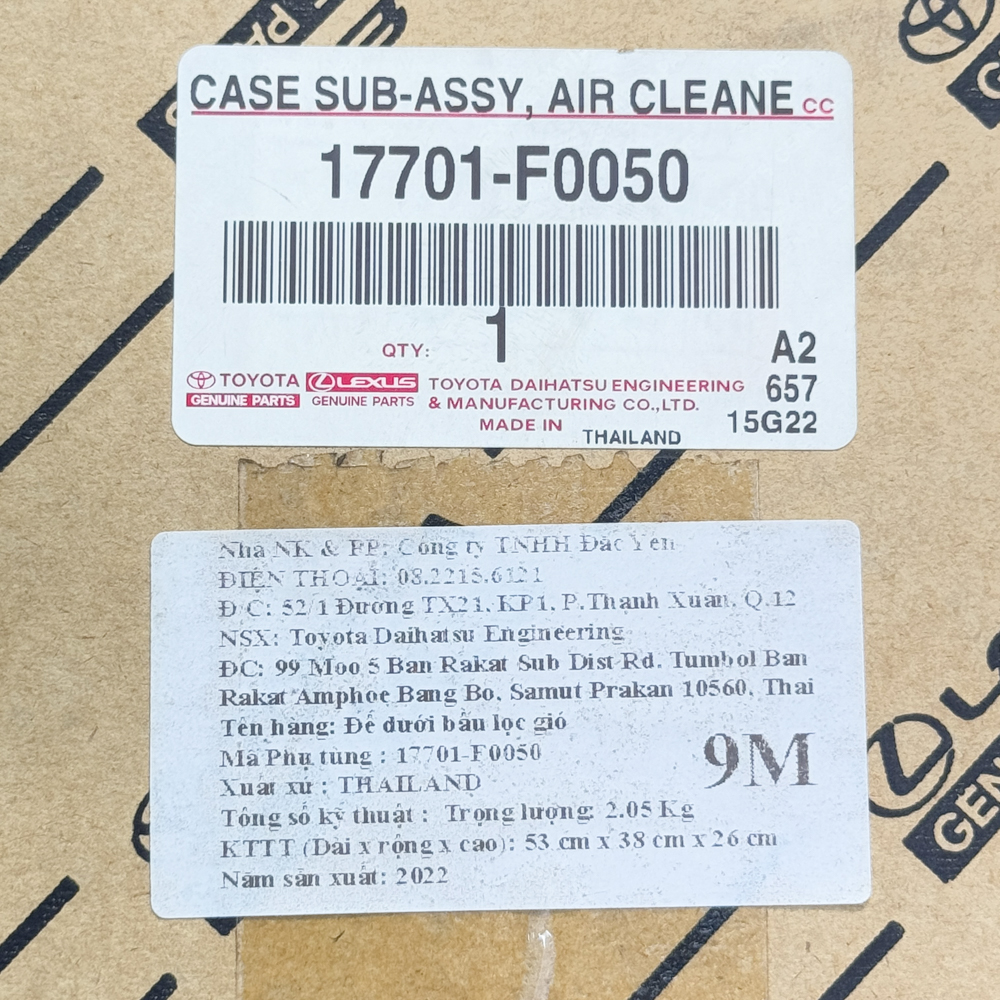 CASE SUB-ASSY, AIR CLEANE CC
17701-F0050
QTY: 1
A2
TOYOTA
GENUINE PARTS
LEXUS
GENUINE PARTS
TOYOTA DAIHATSU ENGINEERING
& MANUFACTURING CO.,LTD.
MADE IN THAILAND
657
15G22
Nhà NK & PP: Công ty TNHH Đắc Yến
ĐIỆN THOẠI: 08.2215.6121
Đ C: 52/1 Đường TX21, KP1, P.Thạnh Xuân, Q.12
NSX: Toyota Daihatsu Engineering
ĐC: 99 Moo 5 Ban Rakat Sub Dist Rd. Tumbol Ban
Rakat Amphoe Bang Bo, Samut Prakan 10560, Thai
Tên hàng: Đế dưới bầu lọc gió
Mã Phụ tùng : 17701-F0050
9M
Xuất xứ : THAILAND
Tổng số kỹ thuật : Trọng lượng: 2.05 Kg
KTTT (Dài x rộng x cao): 53 cm x 38 cm x 26 cm
Năm sản xuất: 2022